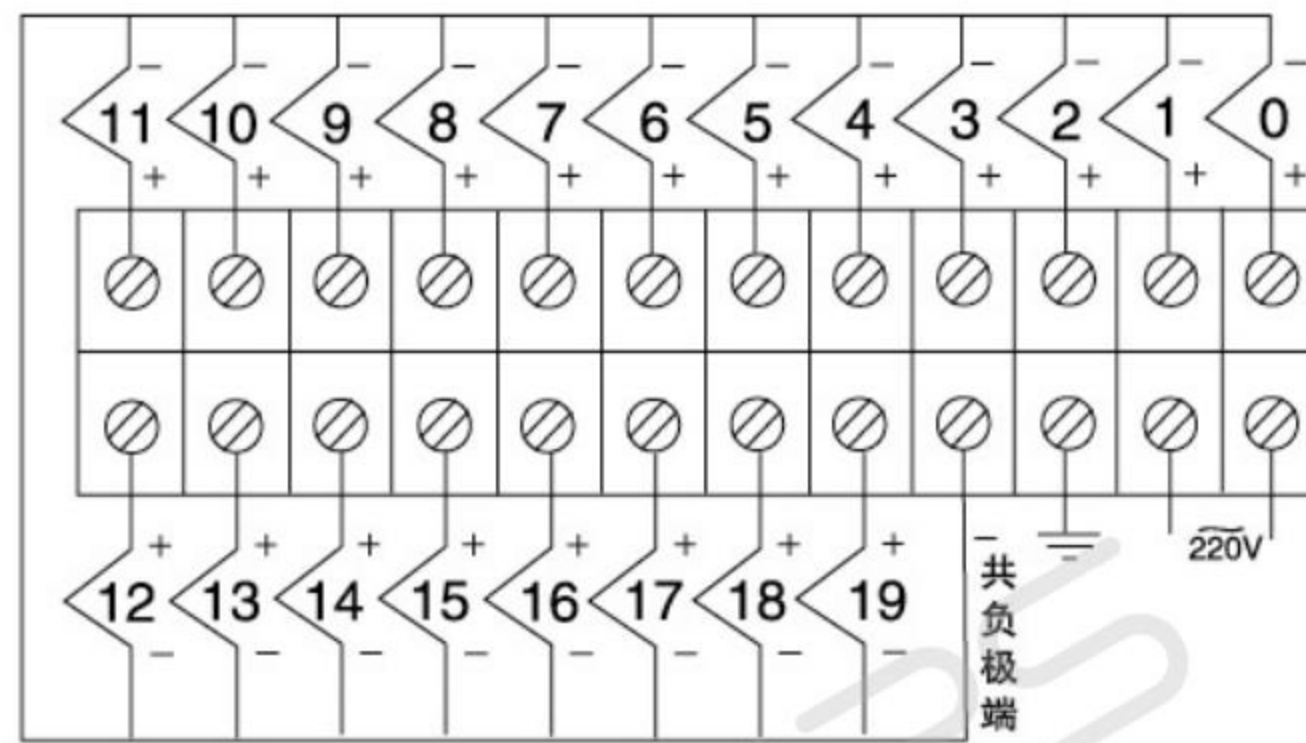 − − − − − − − − − − − −
11 10 9 8 7 6 5 4 3 2 1 0
+ + + + + + + + + + + +
+ + + + + + + + −
220V
12 13 14 15 16 17 18 19
− − − − − − − −
共负极端